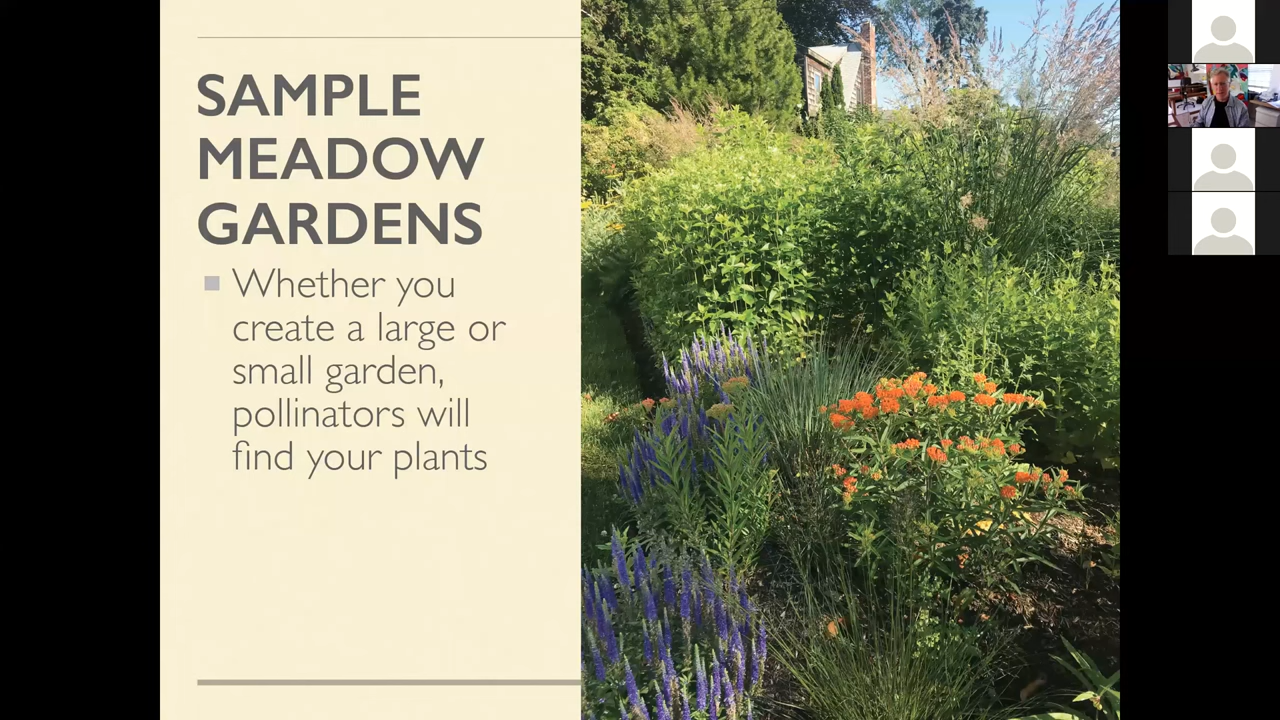 SAMPLE
MEADOW
GARDENS
Whether you
create a large or
small garden,
pollinators will
find your plants